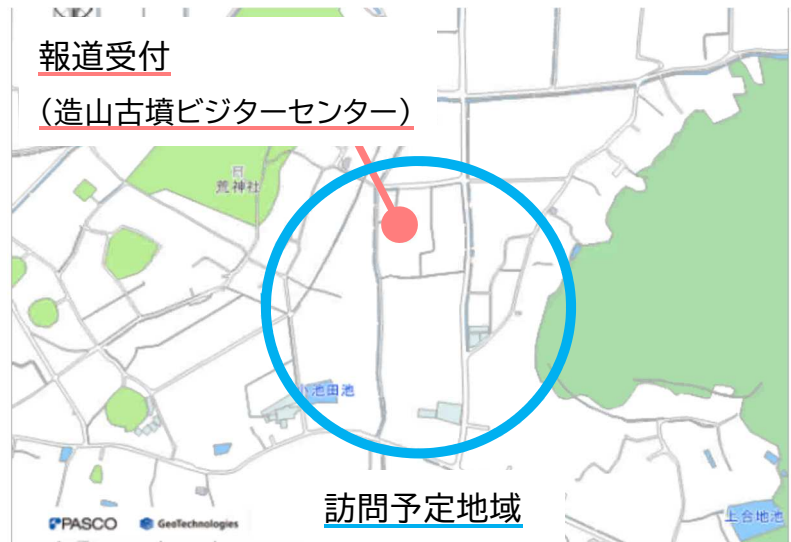 報道受付
（造山古墳ビジターセンター）
荒神社
小池田池
訪問予定地域
上合地池
PASCO
GeoTechnologies